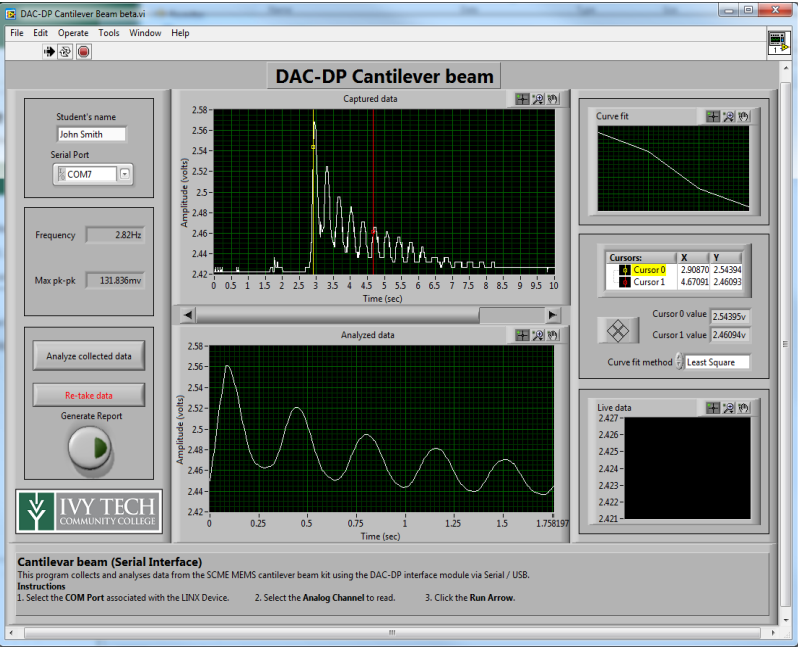 DAC-DP Cantilever Beam beta.vi
File Edit Operate Tools Window Help
1
DAC-DP Cantilever beam
Student's name
John Smith
Serial Port
COM7
Frequency 2.82Hz
Max pk-pk 131.836mv
Analyze collected data
Re-take data
Generate Report
IVY TECH
COMMUNITY COLLEGE
Captured data
Amplitude (volts)
2.58
2.56
2.54
2.52
2.5
2.48
2.46
2.44
2.42
0 0.5 1 1.5 2 2.5 3 3.5 4 4.5 5 5.5 6 6.5 7 7.5 8 8.5 9 9.5 10
Time (sec)
Analyzed data
Amplitude (volts)
2.58
2.56
2.54
2.52
2.5
2.48
2.46
2.44
2.42
0 0.25 0.5 0.75 1 1.25 1.5 1.758197
Time (sec)
Curve fit
Cursors: X Y
Cursor 0 2.90870 2.54394
Cursor 1 4.67091 2.46093
Cursor 0 value 2.54395v
Cursor 1 value 2.46094v
Curve fit method Least Square
Live data
2.427
2.426
2.425
2.424
2.423
2.422
2.421
Cantilevar beam (Serial Interface)
This program collects and analyses data from the SCME MEMS cantilever beam kit using the DAC-DP interface module via Serial / USB.
Instructions
1. Select the COM Port associated with the LINX Device. 2. Select the Analog Channel to read. 3. Click the Run Arrow.